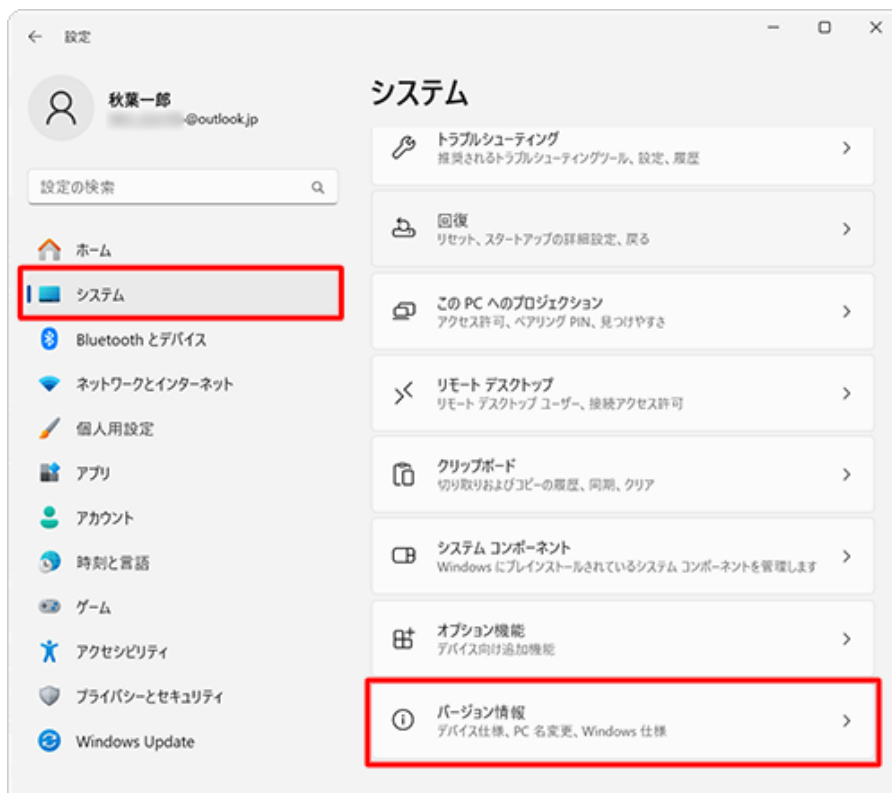 設定
秋葉一郎
@outlook.jp
設定の検索
ホーム
システム
Bluetooth とデバイス
ネットワークとインターネット
個人用設定
アプリ
アカウント
時刻と言語
ゲーム
アクセシビリティ
プライバシーとセキュリティ
Windows Update
システム
トラブルシューティング
推奨されるトラブルシューティングツール、設定、履歴
回復
リセット、スタートアップの詳細設定、戻る
この PC へのプロジェクション
アクセス許可、ペアリング PIN、見つけやすさ
リモート デスクトップ
リモート デスクトップ ユーザー、接続アクセス許可
クリップボード
切り取りおよびコピーの履歴、同期、クリア
システム コンポーネント
Windows にプレインストールされているシステム コンポーネントを管理します
オプション機能
デバイス向け追加機能
バージョン情報
デバイス仕様、PC 名変更、Windows 仕様